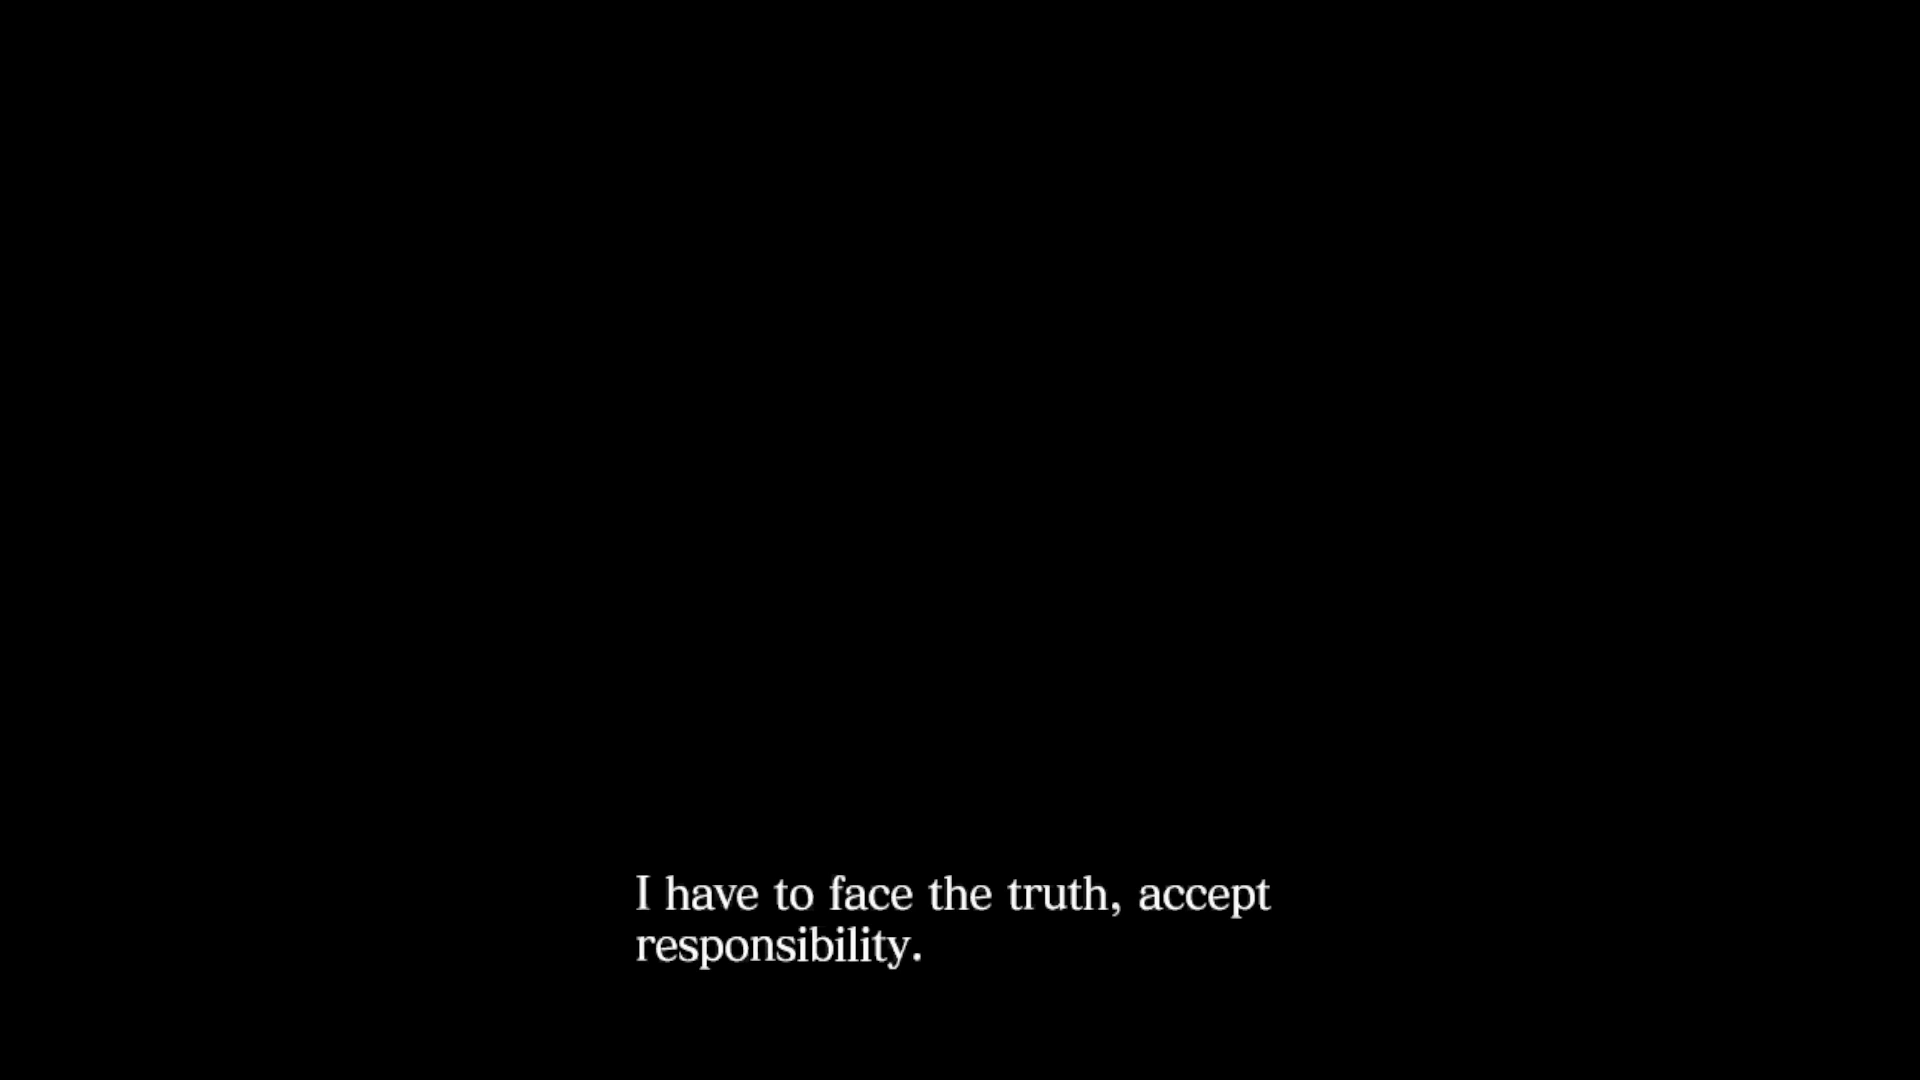 I have to face the truth, accept
responsibility.